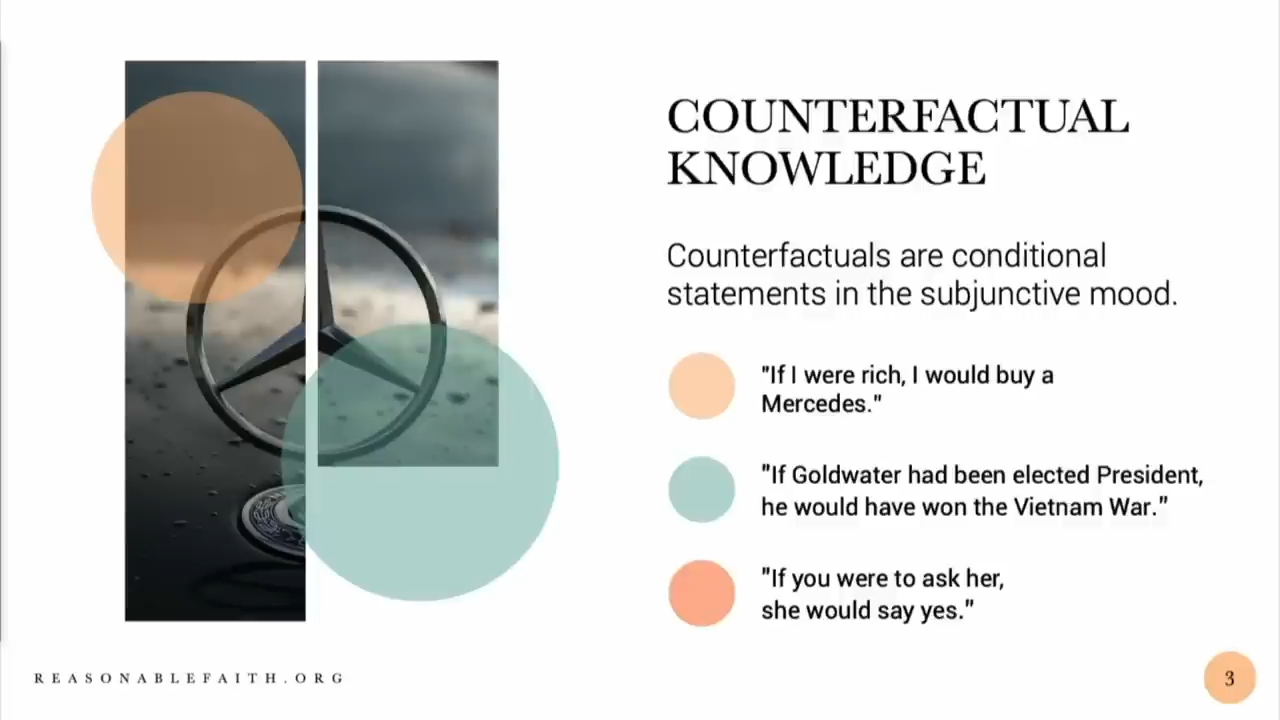 COUNTERFACTUAL
KNOWLEDGE
Counterfactuals are conditional
statements in the subjunctive mood.
"If I were rich, I would buy a
Mercedes."
"If Goldwater had been elected President,
he would have won the Vietnam War."
"If you were to ask her,
she would say yes."
REASONABLEFAITH.ORG
3